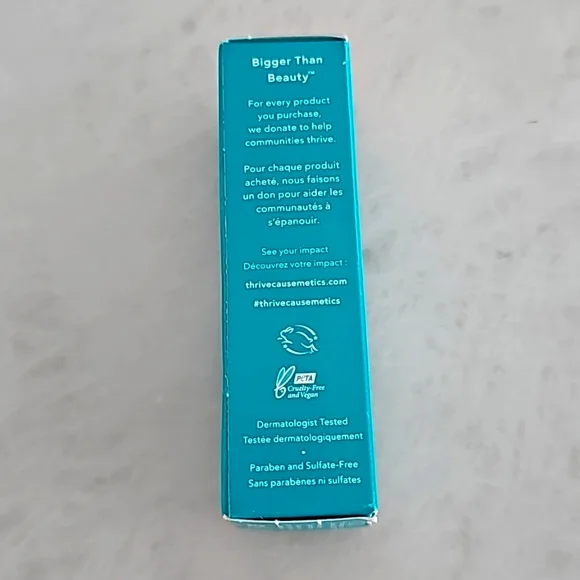 Bigger Than
Beauty™
For every product
you purchase,
we donate to help
communities thrive.
Pour chaque produit
acheté, nous faisons
un don pour aider les
communautés à
s'épanouir.
See your impact
Découvrez votre impact :
thrivecausemetics.com
#thrivecausemetics
PETA
Cruelty-Free
and Vegan
Dermatologist Tested
Testée dermatologiquement
•
Paraben and Sulfate-Free
Sans parabènes ni sulfates